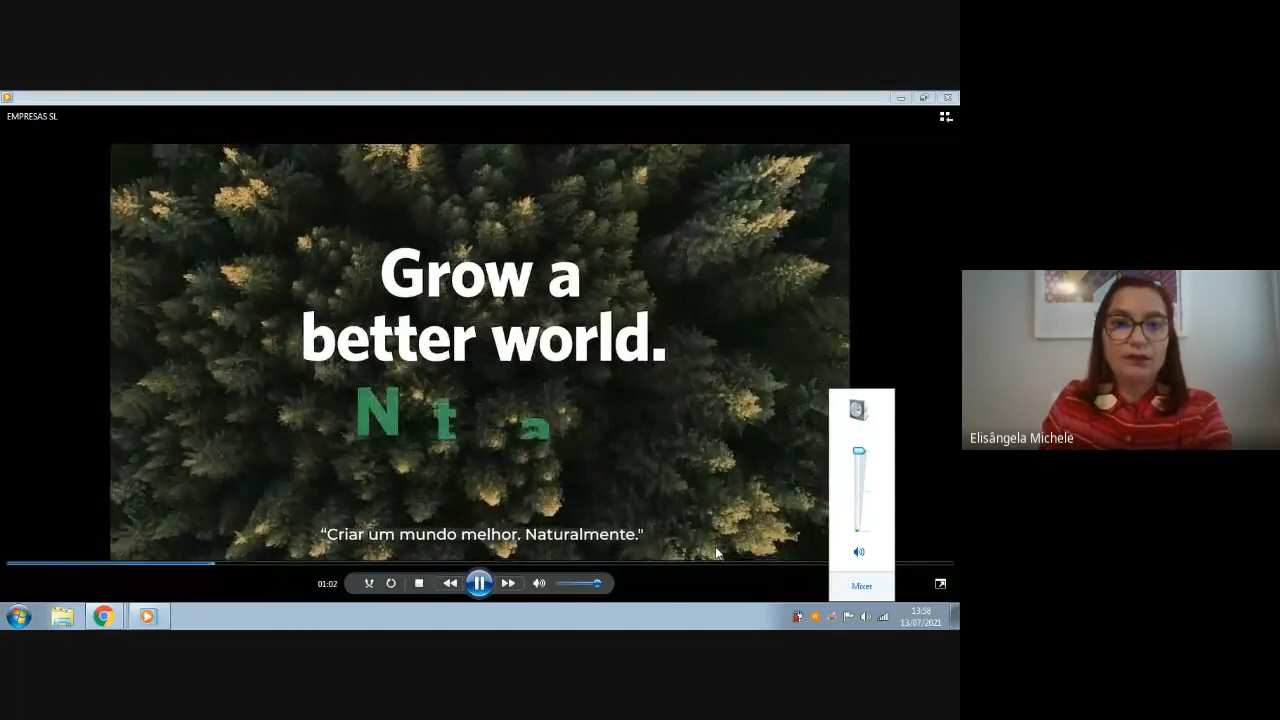 EMPRESAS SL
Grow a
better world.
N t a
“Criar um mundo melhor. Naturalmente."
01:02
Mixer
13:58
13/07/2021
Elisângela Michele